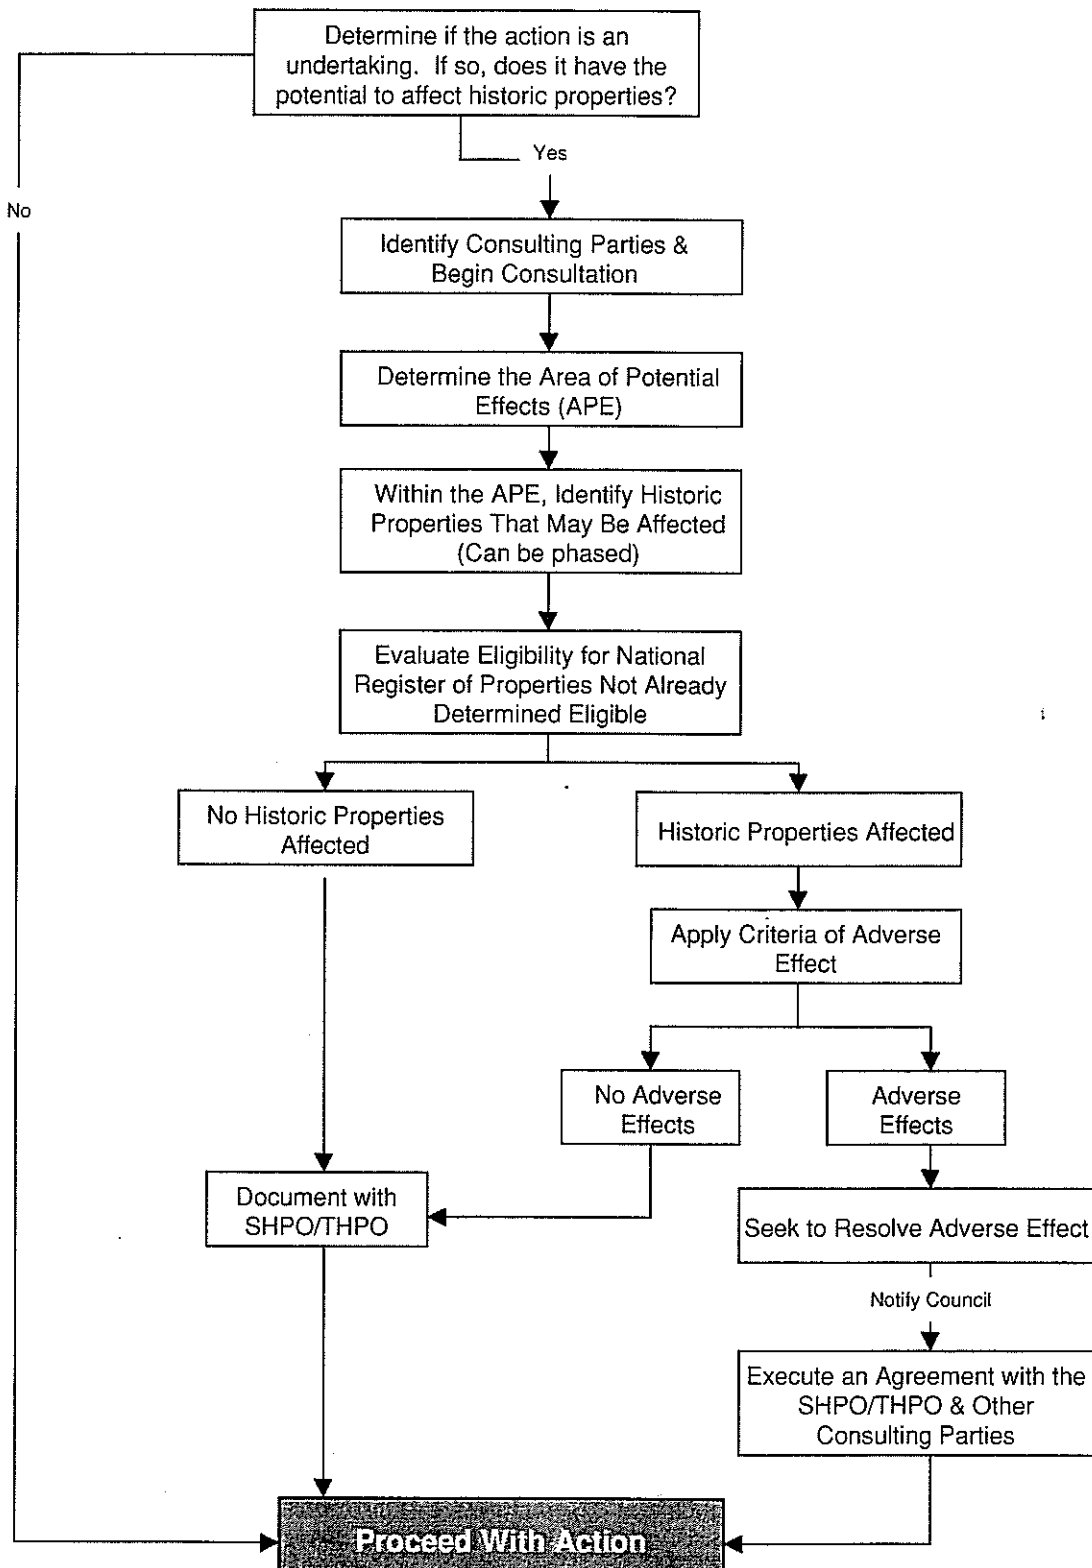 Determine if the action is an
undertaking. If so, does it have the
potential to affect historic properties?
Yes
No
Identify Consulting Parties &
Begin Consultation
Determine the Area of Potential
Effects (APE)
Within the APE, Identify Historic
Properties That May Be Affected
(Can be phased)
Evaluate Eligibility for National
Register of Properties Not Already
Determined Eligible
No Historic Properties
Affected
Historic Properties Affected
Apply Criteria of Adverse
Effect
No Adverse
Effects
Adverse
Effects
Document with
SHPO/THPO
Seek to Resolve Adverse Effect
Notify Council
Execute an Agreement with the
SHPO/THPO & Other
Consulting Parties
Proceed With Action